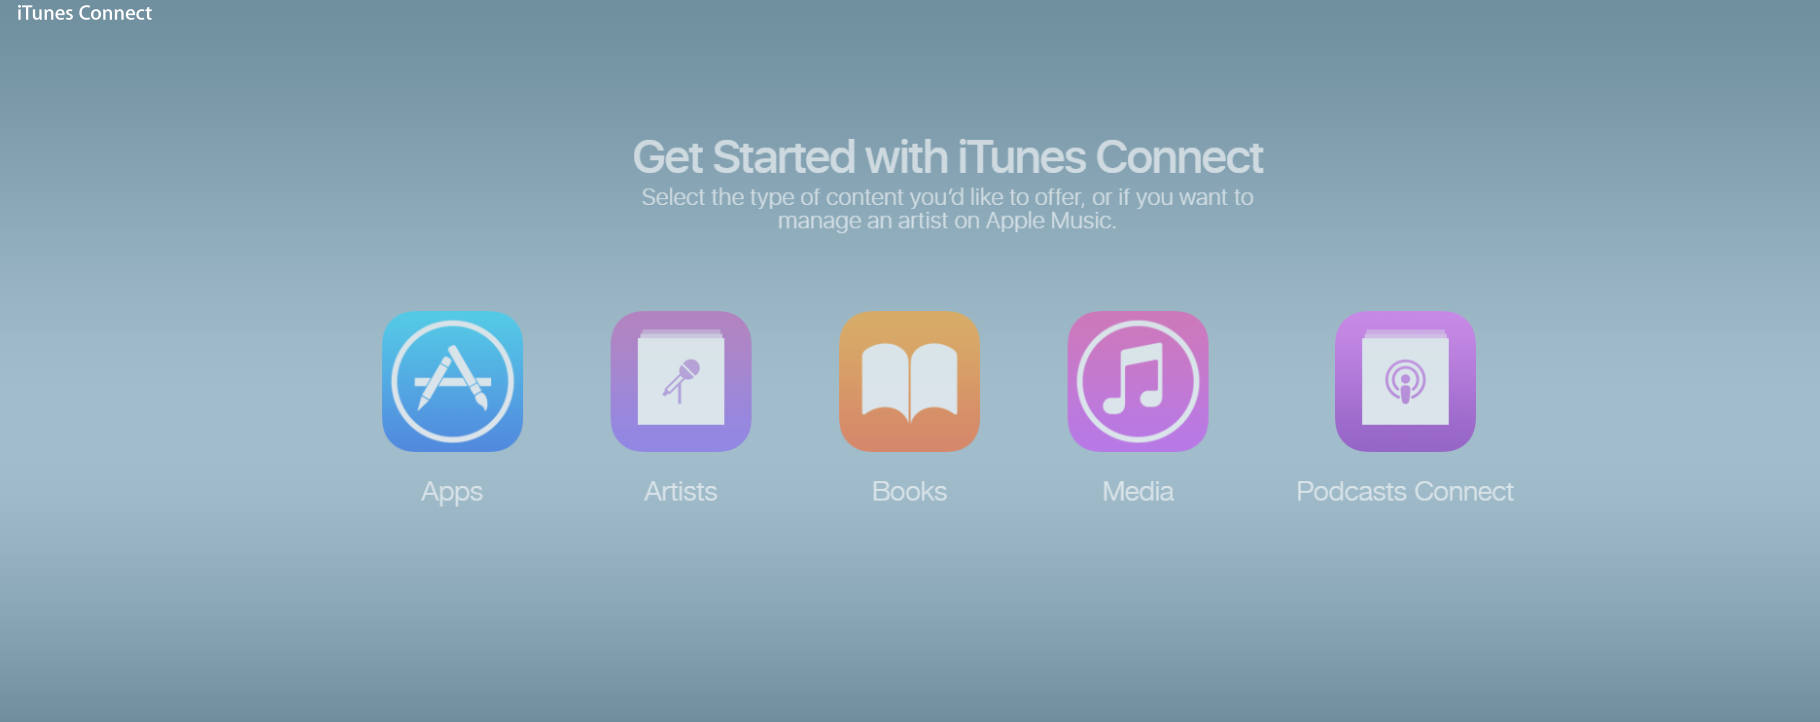 iTunes Connect
Get Started with iTunes Connect
Select the type of content you’d like to offer, or if you want to
manage an artist on Apple Music.
Apps
Artists
Books
Media
Podcasts Connect